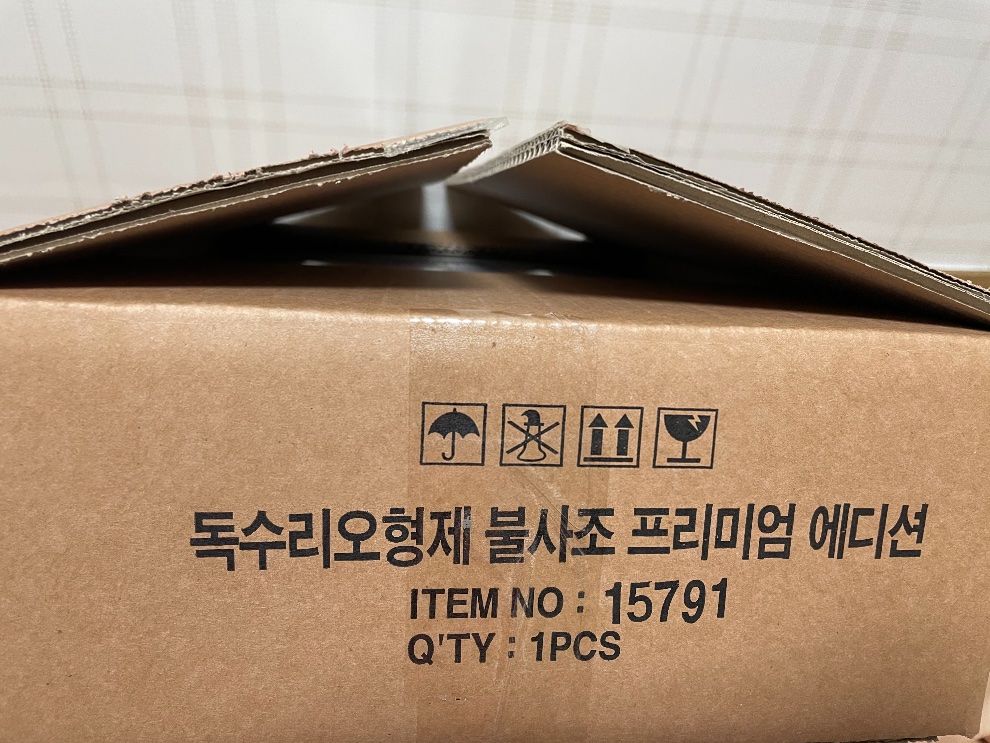 독수리오형제 불사조 프리미엄 에디션
ITEM NO : 15791
Q'TY : 1PCS